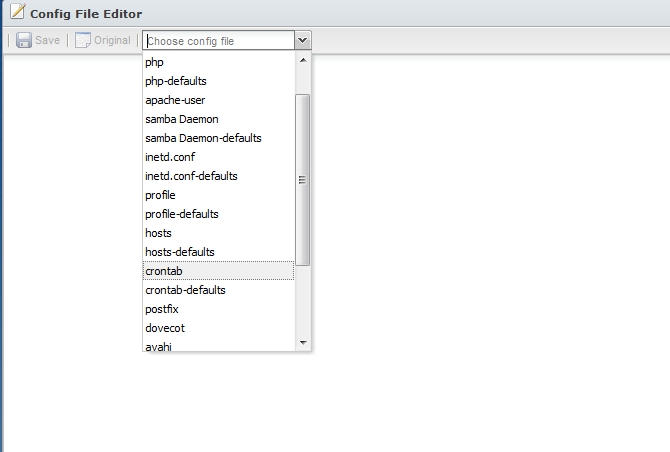 Config File Editor
Save
Original
Choose config file
php
php-defaults
apache-user
samba Daemon
samba Daemon-defaults
inetd.conf
inetd.conf-defaults
profile
profile-defaults
hosts
hosts-defaults
crontab
crontab-defaults
postfix
dovecot
avahi